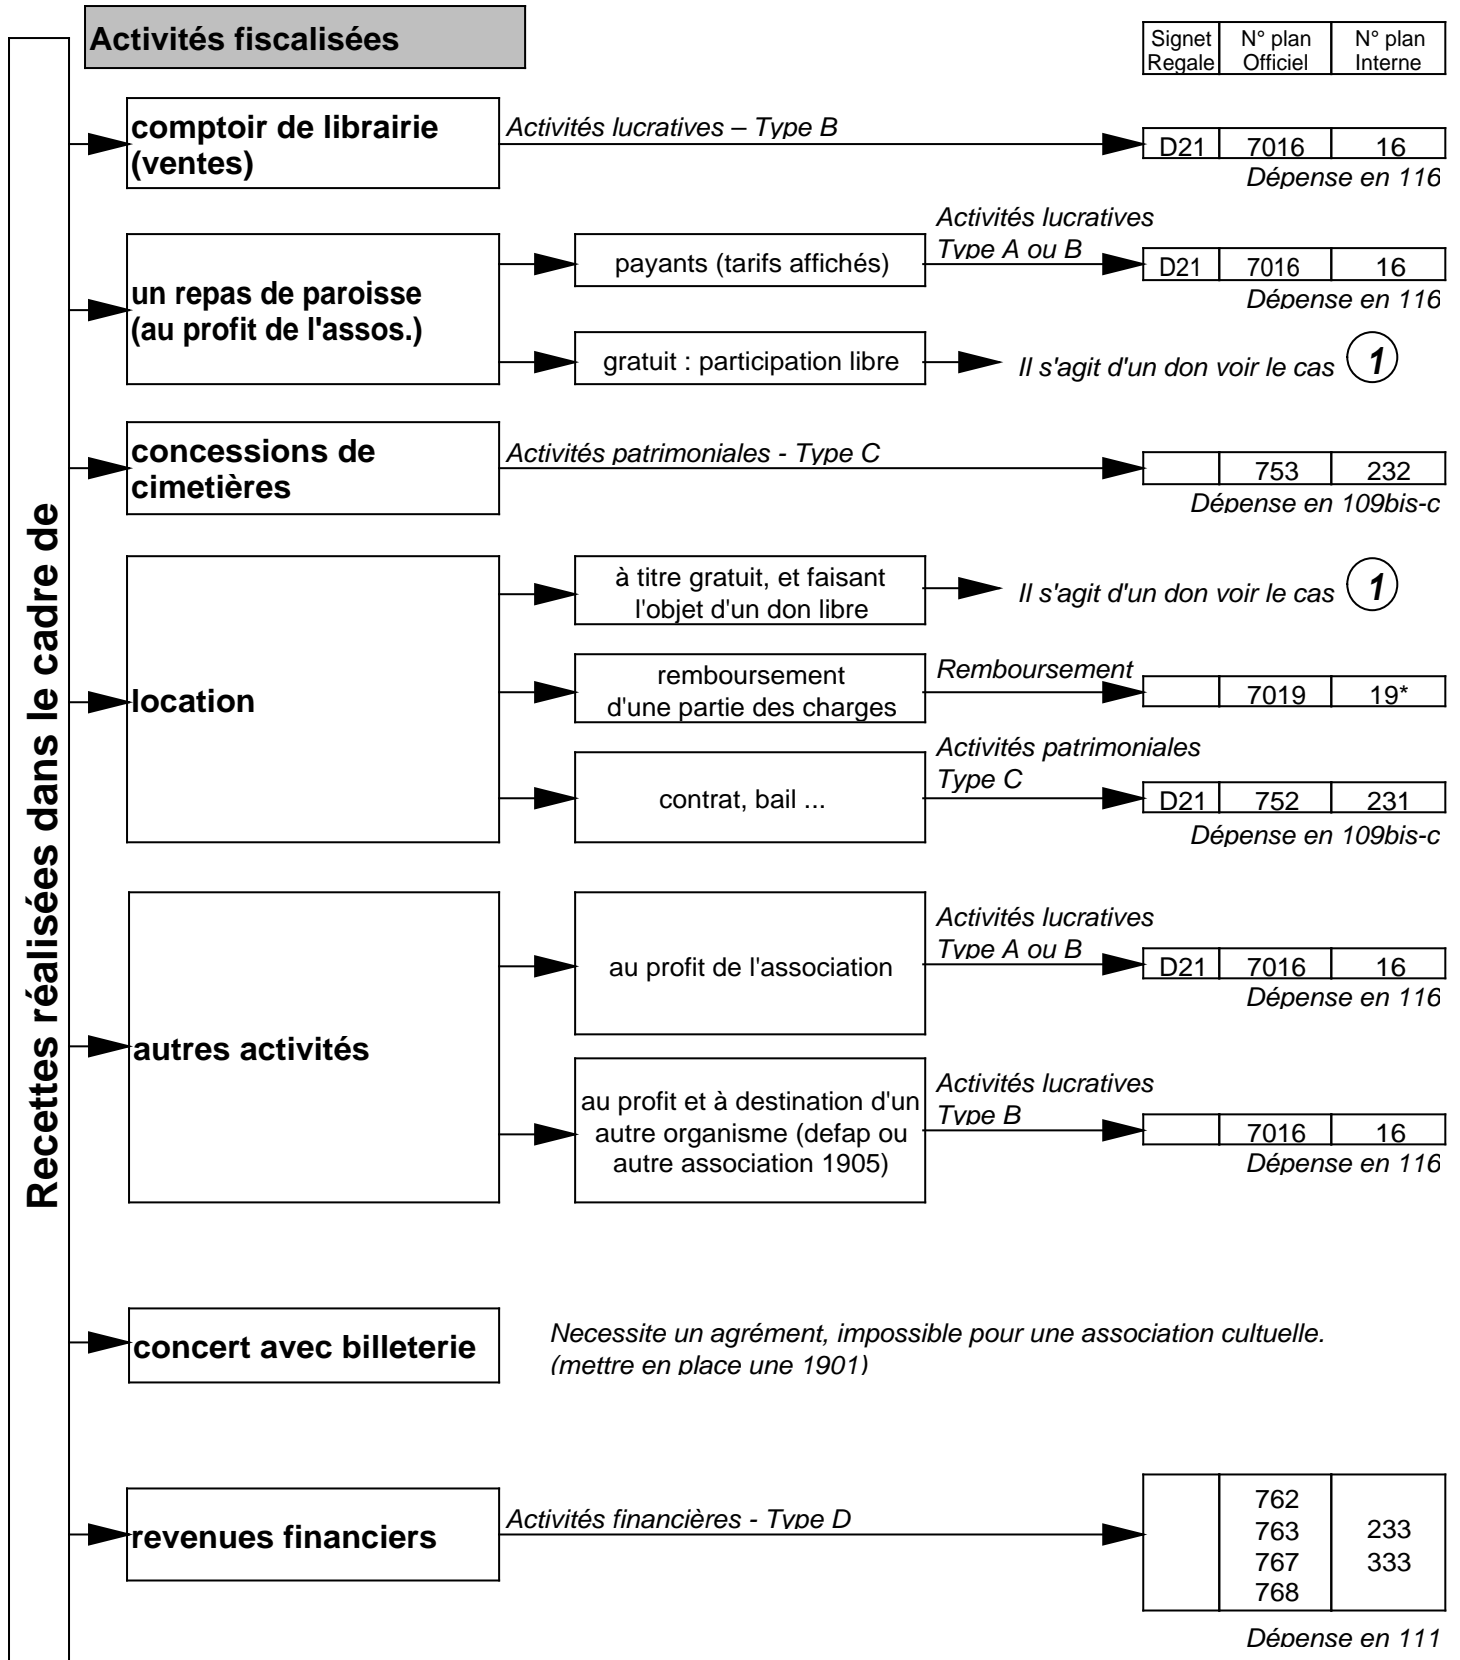 Activités fiscalisées
Signet
Regale
N° plan
Officiel
N° plan
Interne
Recettes réalisées dans le cadre de
comptoir de librairie
(ventes)
Activités lucratives – Type B
D21 7016 16
Dépense en 116
un repas de paroisse
(au profit de l'assos.)
payants (tarifs affichés)
Activités lucratives
Type A ou B
D21 7016 16
Dépense en 116
gratuit : participation libre
Il s'agit d'un don voir le cas 1
concessions de
cimetières
Activités patrimoniales - Type C
753 232
Dépense en 109bis-c
location
à titre gratuit, et faisant
l'objet d'un don libre
Il s'agit d'un don voir le cas 1
remboursement
d'une partie des charges
Remboursement
7019 19*
contrat, bail ...
Activités patrimoniales
Type C
D21 752 231
Dépense en 109bis-c
autres activités
au profit de l'association
Activités lucratives
Type A ou B
D21 7016 16
Dépense en 116
au profit et à destination d'un
autre organisme (defap ou
autre association 1905)
Activités lucratives
Type B
7016 16
Dépense en 116
concert avec billeterie
Necessite un agrément, impossible pour une association cultuelle.
(mettre en place une 1901)
revenues financiers
Activités financières - Type D
762
763 233
767 333
768
Dépense en 111